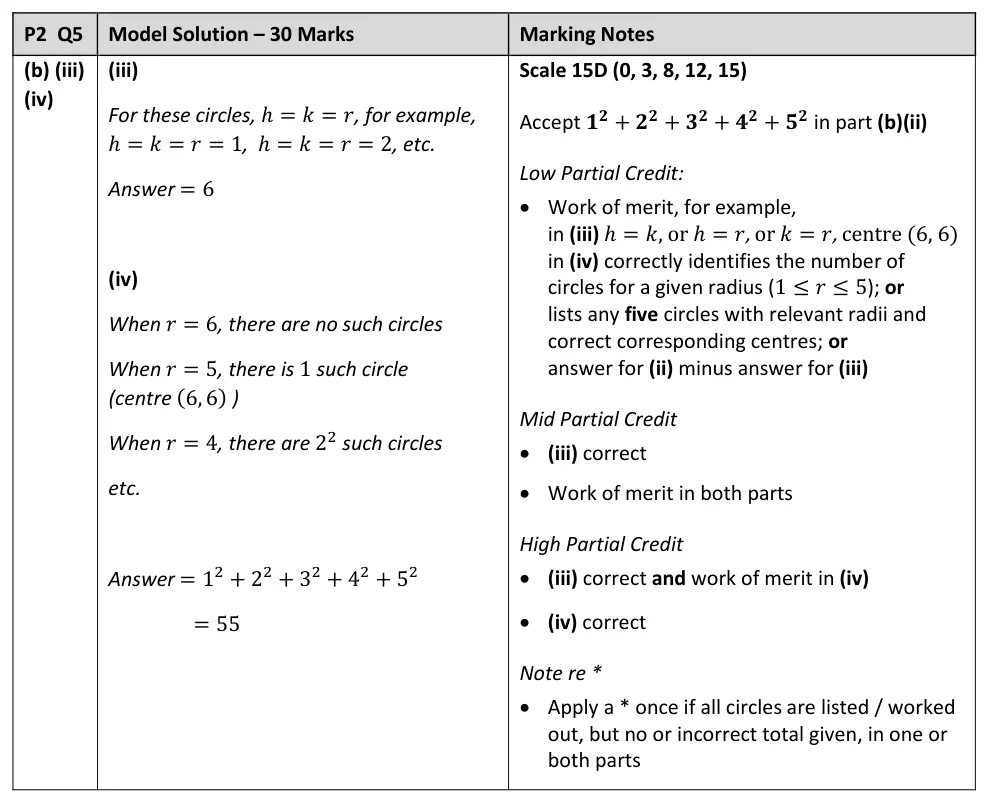 P2 Q5
Model Solution – 30 Marks
Marking Notes
(b) (iii)
(iv)
(iii)
For these circles, h = k = r, for example,
h = k = r = 1, h = k = r = 2, etc.
Answer = 6
(iv)
When r = 6, there are no such circles
When r = 5, there is 1 such circle
(centre (6, 6) )
When r = 4, there are 2² such circles
etc.
Answer = 1² + 2² + 3² + 4² + 5²
= 55
Scale 15D (0, 3, 8, 12, 15)
Accept 1² + 2² + 3² + 4² + 5² in part (b)(ii)
Low Partial Credit:
• Work of merit, for example,
in (iii) h = k, or h = r, or k = r, centre (6, 6)
in (iv) correctly identifies the number of
circles for a given radius (1 ≤ r ≤ 5); or
lists any five circles with relevant radii and
correct corresponding centres; or
answer for (ii) minus answer for (iii)
Mid Partial Credit
• (iii) correct
• Work of merit in both parts
High Partial Credit
• (iii) correct and work of merit in (iv)
• (iv) correct
Note re *
• Apply a * once if all circles are listed / worked
out, but no or incorrect total given, in one or
both parts